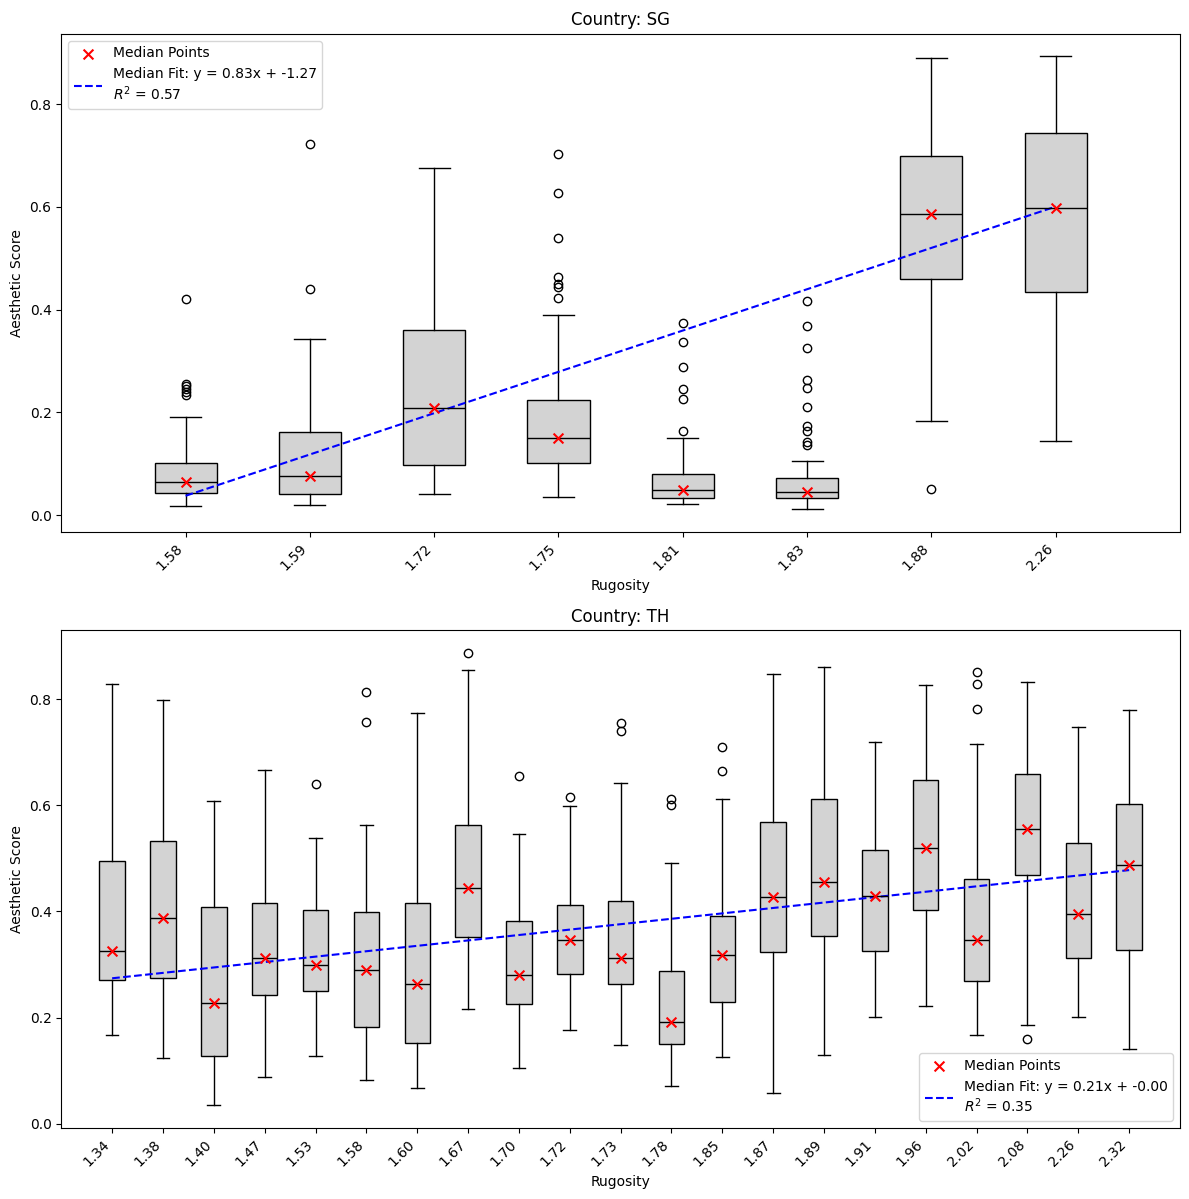 Country: SG
Median Points
Median Fit: y = 0.83x + -1.27
R² = 0.57
Aesthetic Score
0.8
0.6
0.4
0.2
0.0
1.58 1.59 1.72 1.75 1.81 1.83 1.88 2.26
Rugosity
Country: TH
Aesthetic Score
0.8
0.6
0.4
0.2
0.0
Median Points
Median Fit: y = 0.21x + -0.00
R² = 0.35
1.34 1.38 1.40 1.47 1.53 1.58 1.60 1.67 1.70 1.72 1.73 1.78 1.85 1.87 1.89 1.91 1.96 2.02 2.08 2.26 2.32
Rugosity